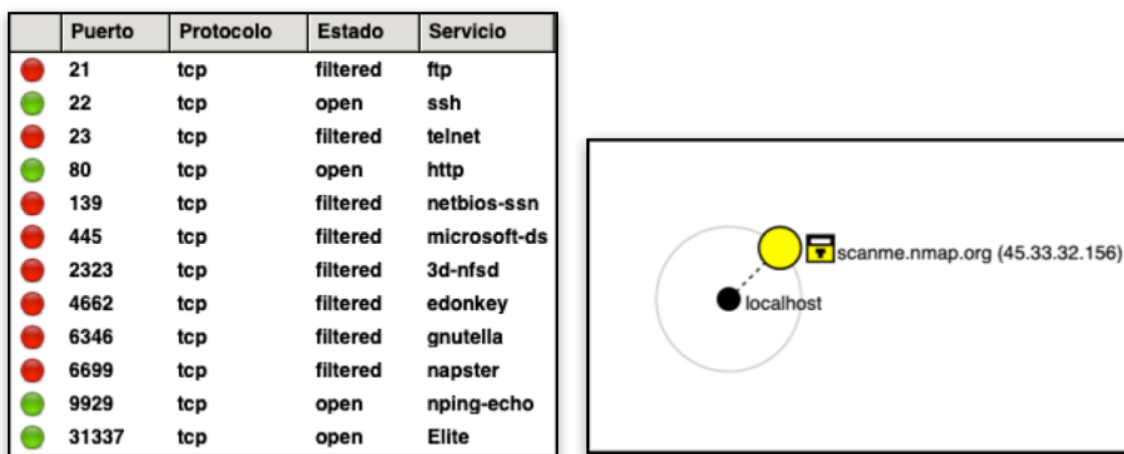 Puerto Protocolo Estado Servicio
21 tcp filtered ftp
22 tcp open ssh
23 tcp filtered telnet
80 tcp open http
139 tcp filtered netbios-ssn
445 tcp filtered microsoft-ds
2323 tcp filtered 3d-nfsd
4662 tcp filtered edonkey
6346 tcp filtered gnutella
6699 tcp filtered napster
9929 tcp open nping-echo
31337 tcp open Elite
scanme.nmap.org (45.33.32.156)
localhost